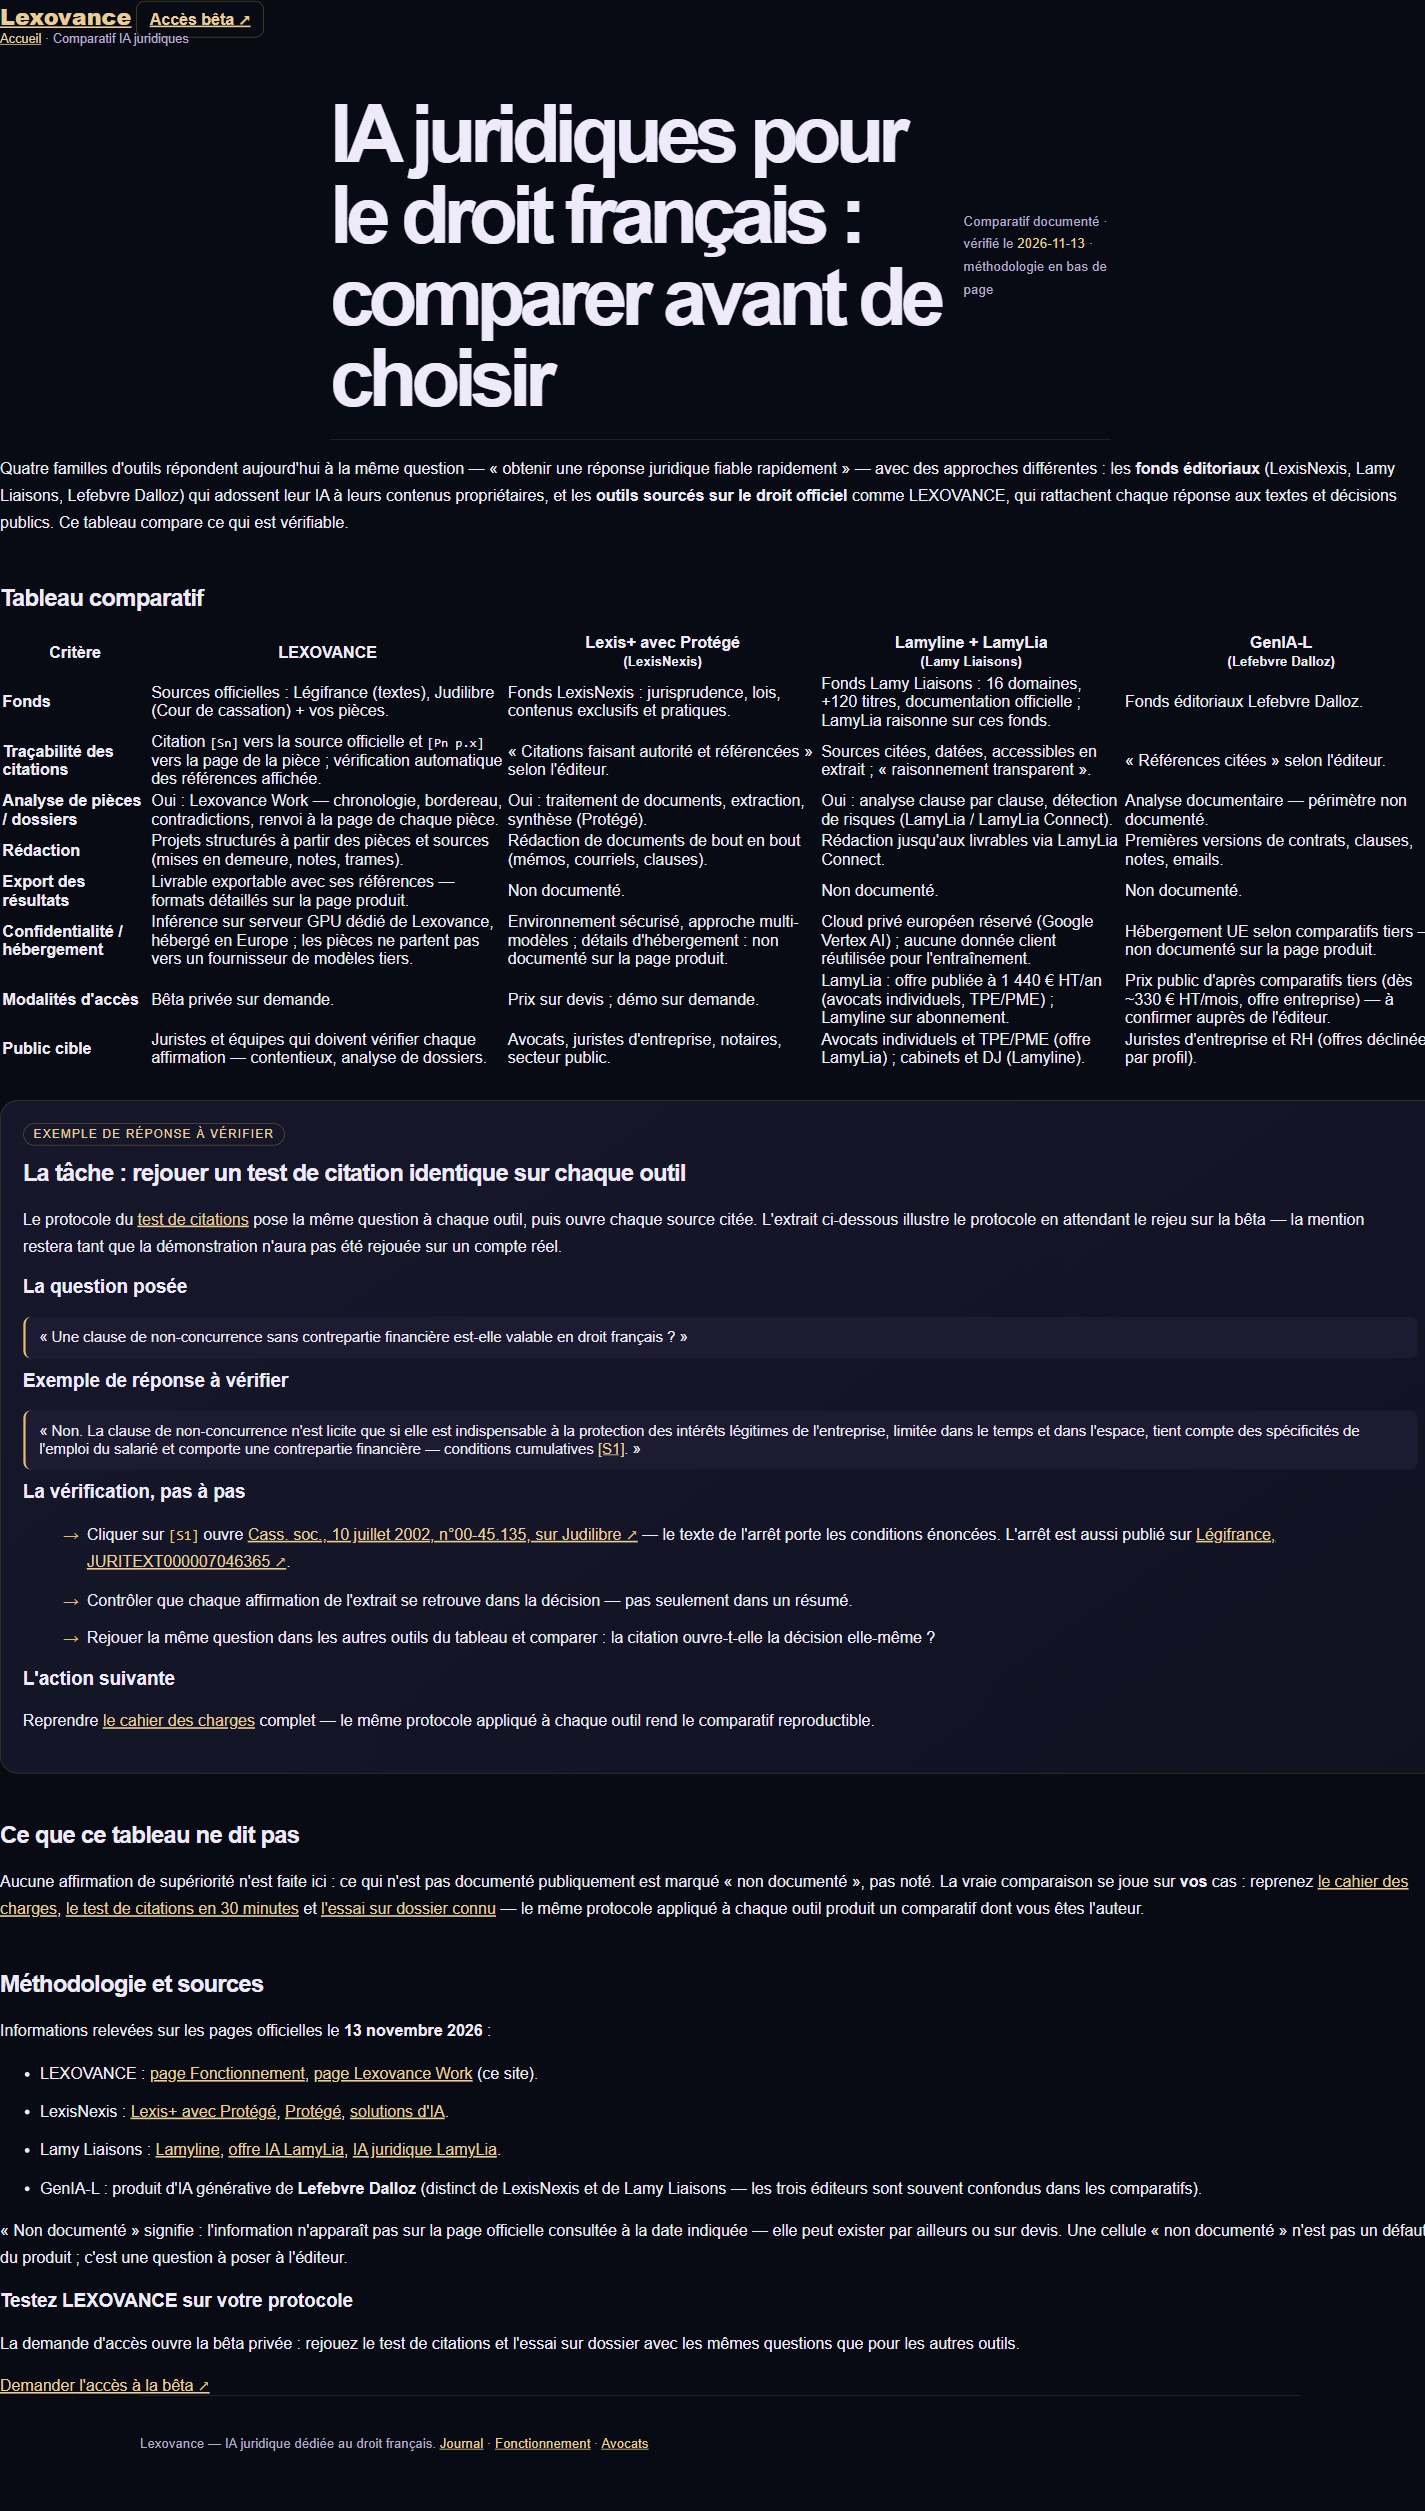 Lexovance Accès bêta ↗
Accueil · Comparatif IA juridiques
IA juridiques pour
le droit français :
comparer avant de
choisir
Comparatif documenté ·
vérifié le 2026-11-13 ·
méthodologie en bas de
page
Quatre familles d'outils répondent aujourd'hui à la même question — « obtenir une réponse juridique fiable rapidement » — avec des approches différentes : les fonds éditoriaux (LexisNexis, Lamy
Liaisons, Lefebvre Dalloz) qui adossent leur IA à leurs contenus propriétaires, et les outils sourcés sur le droit officiel comme LEXOVANCE, qui rattachent chaque réponse aux textes et décisions
publics. Ce tableau compare ce qui est vérifiable.
Tableau comparatif
Critère
LEXOVANCE
Lexis+ avec Protégé
(LexisNexis)
Lamyline + LamyLia
(Lamy Liaisons)
GenIA-L
(Lefebvre Dalloz)
Fonds
Sources officielles : Légifrance (textes), Judilibre
(Cour de cassation) + vos pièces.
Fonds LexisNexis : jurisprudence, lois,
contenus exclusifs et pratiques.
Fonds Lamy Liaisons : 16 domaines,
+120 titres, documentation officielle ;
LamyLia raisonne sur ces fonds.
Fonds éditoriaux Lefebvre Dalloz.
Traçabilité des
citations
Citation [Sn] vers la source officielle et [Pn p.x]
vers la page de la pièce ; vérification automatique
des références affichée.
« Citations faisant autorité et référencées »
selon l'éditeur.
Sources citées, datées, accessibles en
extrait ; « raisonnement transparent ».
« Références citées » selon l'éditeur.
Analyse de pièces
/ dossiers
Oui : Lexovance Work — chronologie, bordereau,
contradictions, renvoi à la page de chaque pièce.
Oui : traitement de documents, extraction,
synthèse (Protégé).
Oui : analyse clause par clause, détection
de risques (LamyLia / LamyLia Connect).
Analyse documentaire — périmètre non
documenté.
Rédaction
Projets structurés à partir des pièces et sources
(mises en demeure, notes, trames).
Rédaction de documents de bout en bout
(mémos, courriels, clauses).
Rédaction jusqu'aux livrables via LamyLia
Connect.
Premières versions de contrats, clauses,
notes, emails.
Export des
résultats
Livrable exportable avec ses références —
formats détaillés sur la page produit.
Non documenté.
Non documenté.
Non documenté.
Confidentialité /
hébergement
Inférence sur serveur GPU dédié de Lexovance,
hébergé en Europe ; les pièces ne partent pas
vers un fournisseur de modèles tiers.
Environnement sécurisé, approche multi-
modèles ; détails d'hébergement : non
documenté sur la page produit.
Cloud privé européen réservé (Google
Vertex AI) ; aucune donnée client
réutilisée pour l'entraînement.
Hébergement UE selon comparatifs tiers —
non documenté sur la page produit.
Modalités d'accès
Bêta privée sur demande.
Prix sur devis ; démo sur demande.
LamyLia : offre publiée à 1 440 € HT/an
(avocats individuels, TPE/PME) ;
Lamyline sur abonnement.
Prix public d'après comparatifs tiers (dès
~330 € HT/mois, offre entreprise) — à
confirmer auprès de l'éditeur.
Public cible
Juristes et équipes qui doivent vérifier chaque
affirmation — contentieux, analyse de dossiers.
Avocats, juristes d'entreprise, notaires,
secteur public.
Avocats individuels et TPE/PME (offre
LamyLia) ; cabinets et DJ (Lamyline).
Juristes d'entreprise et RH (offres déclinée
par profil).
EXEMPLE DE RÉPONSE À VÉRIFIER
La tâche : rejouer un test de citation identique sur chaque outil
Le protocole du test de citations pose la même question à chaque outil, puis ouvre chaque source citée. L'extrait ci-dessous illustre le protocole en attendant le rejeu sur la bêta — la mention
restera tant que la démonstration n'aura pas été rejouée sur un compte réel.
La question posée
« Une clause de non-concurrence sans contrepartie financière est-elle valable en droit français ? »
Exemple de réponse à vérifier
« Non. La clause de non-concurrence n'est licite que si elle est indispensable à la protection des intérêts légitimes de l'entreprise, limitée dans le temps et dans l'espace, tient compte des spécificités de
l'emploi du salarié et comporte une contrepartie financière — conditions cumulatives [S1]. »
La vérification, pas à pas
→ Cliquer sur [S1] ouvre Cass. soc., 10 juillet 2002, n°00-45.135, sur Judilibre ↗ — le texte de l'arrêt porte les conditions énoncées. L'arrêt est aussi publié sur Légifrance,
JURITEXT000007046365 ↗.
→ Contrôler que chaque affirmation de l'extrait se retrouve dans la décision — pas seulement dans un résumé.
→ Rejouer la même question dans les autres outils du tableau et comparer : la citation ouvre-t-elle la décision elle-même ?
L'action suivante
Reprendre le cahier des charges complet — le même protocole appliqué à chaque outil rend le comparatif reproductible.
Ce que ce tableau ne dit pas
Aucune affirmation de supériorité n'est faite ici : ce qui n'est pas documenté publiquement est marqué « non documenté », pas noté. La vraie comparaison se joue sur vos cas : reprenez le cahier des
charges, le test de citations en 30 minutes et l'essai sur dossier connu — le même protocole appliqué à chaque outil produit un comparatif dont vous êtes l'auteur.
Méthodologie et sources
Informations relevées sur les pages officielles le 13 novembre 2026 :
• LEXOVANCE : page Fonctionnement, page Lexovance Work (ce site).
• LexisNexis : Lexis+ avec Protégé, Protégé, solutions d'IA.
• Lamy Liaisons : Lamyline, offre IA LamyLia, IA juridique LamyLia.
• GenIA-L : produit d'IA générative de Lefebvre Dalloz (distinct de LexisNexis et de Lamy Liaisons — les trois éditeurs sont souvent confondus dans les comparatifs).
« Non documenté » signifie : l'information n'apparaît pas sur la page officielle consultée à la date indiquée — elle peut exister par ailleurs ou sur devis. Une cellule « non documenté » n'est pas un défaut
du produit ; c'est une question à poser à l'éditeur.
Testez LEXOVANCE sur votre protocole
La demande d'accès ouvre la bêta privée : rejouez le test de citations et l'essai sur dossier avec les mêmes questions que pour les autres outils.
Demander l'accès à la bêta ↗
Lexovance — IA juridique dédiée au droit français. Journal · Fonctionnement · Avocats